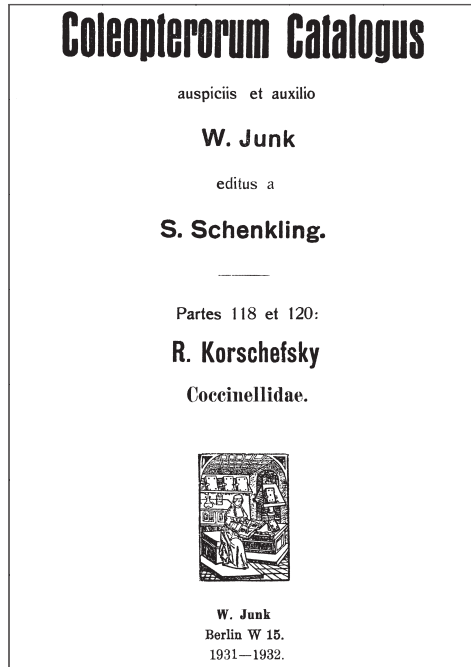 Coleopterorum Catalogus
auspiciis et auxilio
W. Junk
editus a
S. Schenkling.
Partes 118 et 120:
R. Korschefsky
Coccinellidae.
W. Junk
Berlin W 15.
1931—1932.